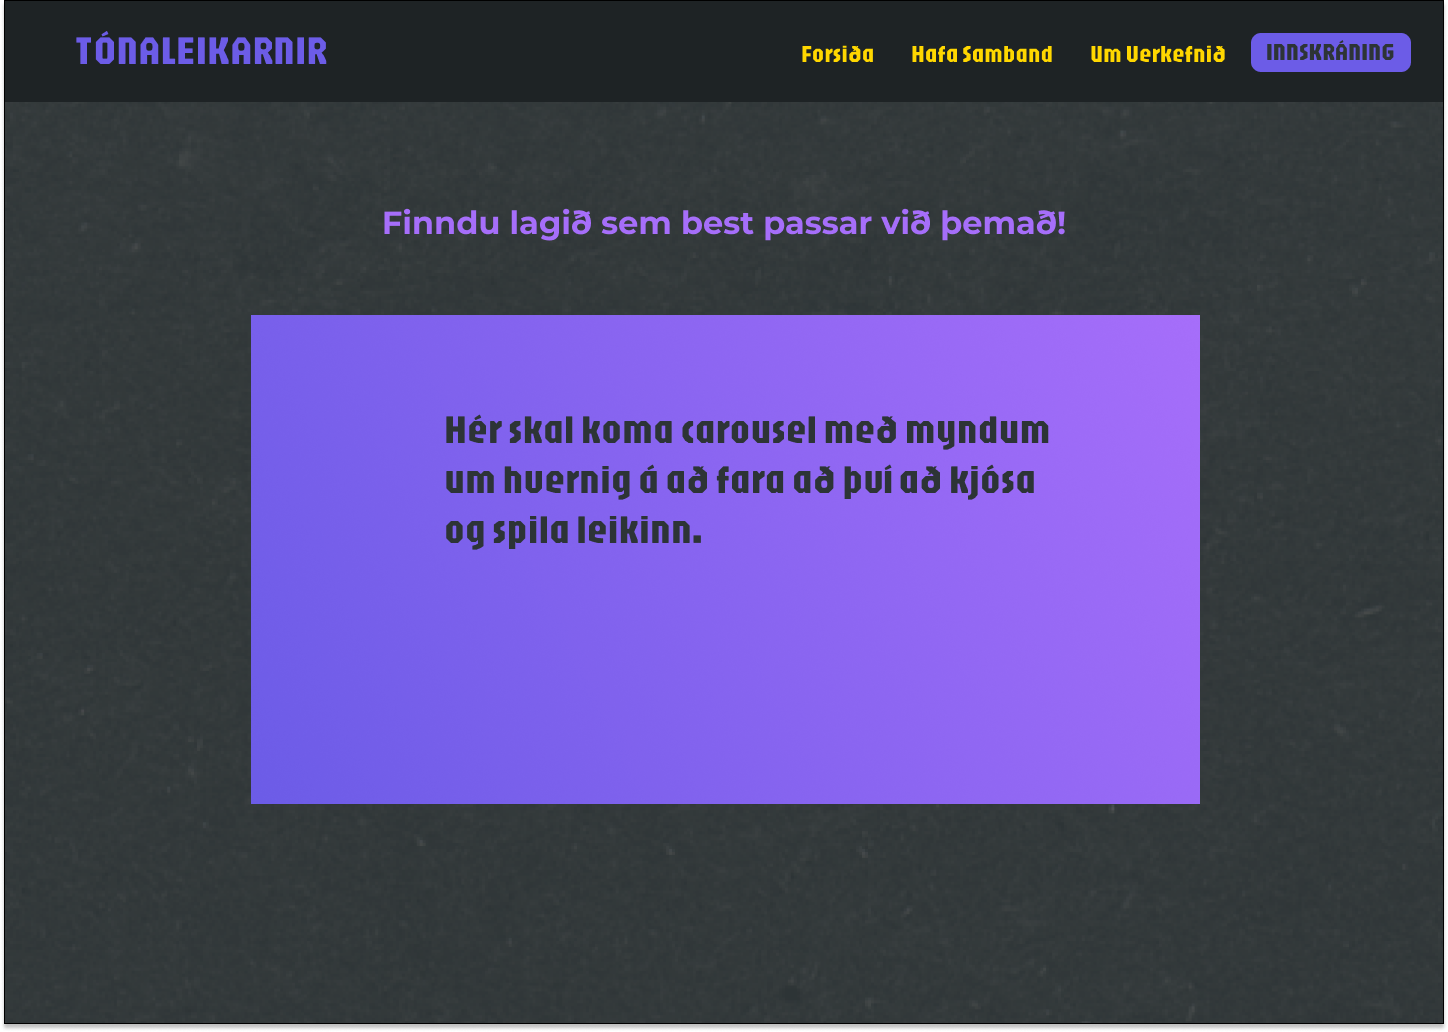 TÓNALEIKARNIR
Forsiða
Hafa Samband
Um Verkefnið
INNSKRÁNING
Finndu lagið sem best passar við þemað!
Hér skal koma carousel með myndum
um hvernig á að fara að því að kjósa
og spila leikinn.